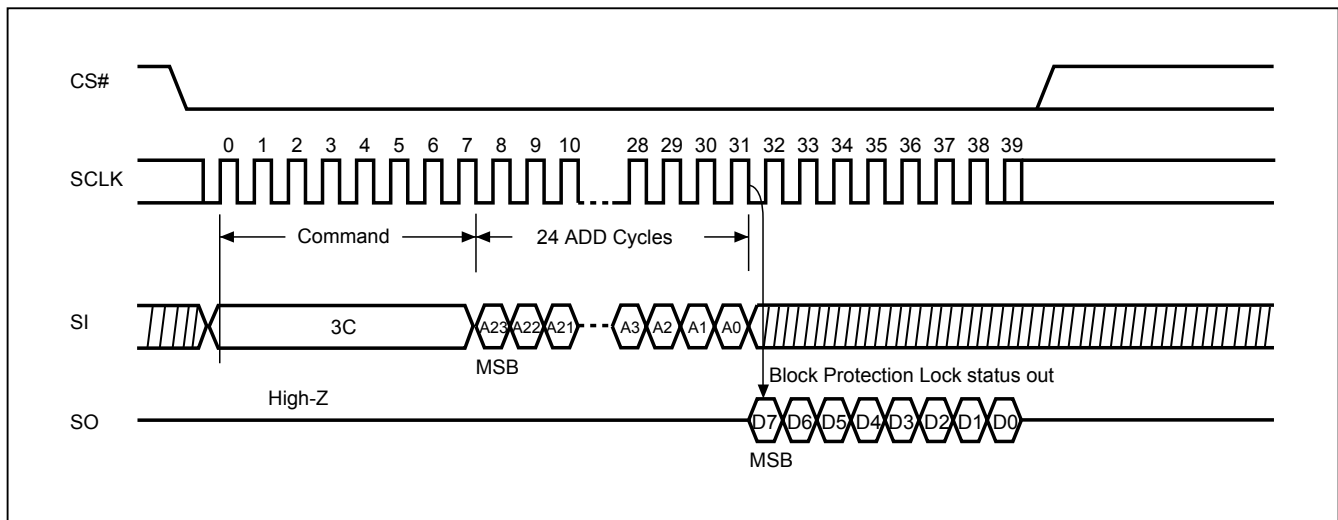 CS#
0 1 2 3 4 5 6 7 8 9 10 28 29 30 31 32 33 34 35 36 37 38 39
SCLK
Command 24 ADD Cycles
SI 3C A23 A22 A21 A3 A2 A1 A0
MSB
Block Protection Lock status out
High-Z
SO D7 D6 D5 D4 D3 D2 D1 D0
MSB